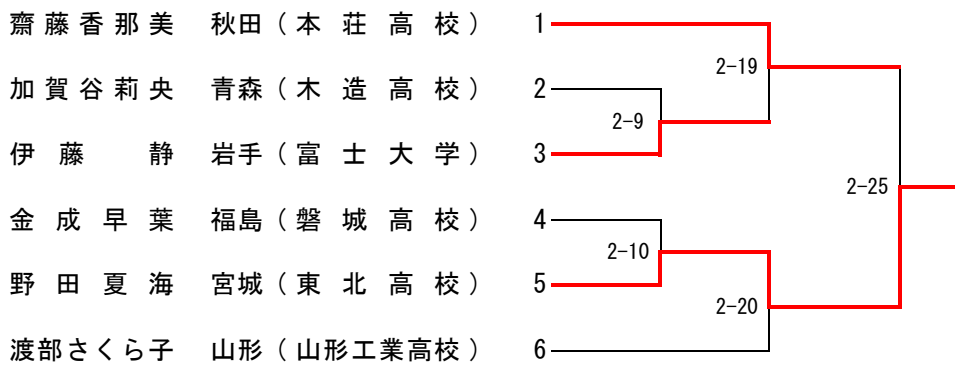 齋藤香那美 秋田（本荘高校） 1
2-19
加賀谷莉央 青森（木造高校） 2
2-9
伊藤 静 岩手（富士大学） 3
2-25
金成早葉 福島（磐城高校） 4
2-10
野田夏海 宮城（東北高校） 5
2-20
渡部さくら子 山形（山形工業高校） 6